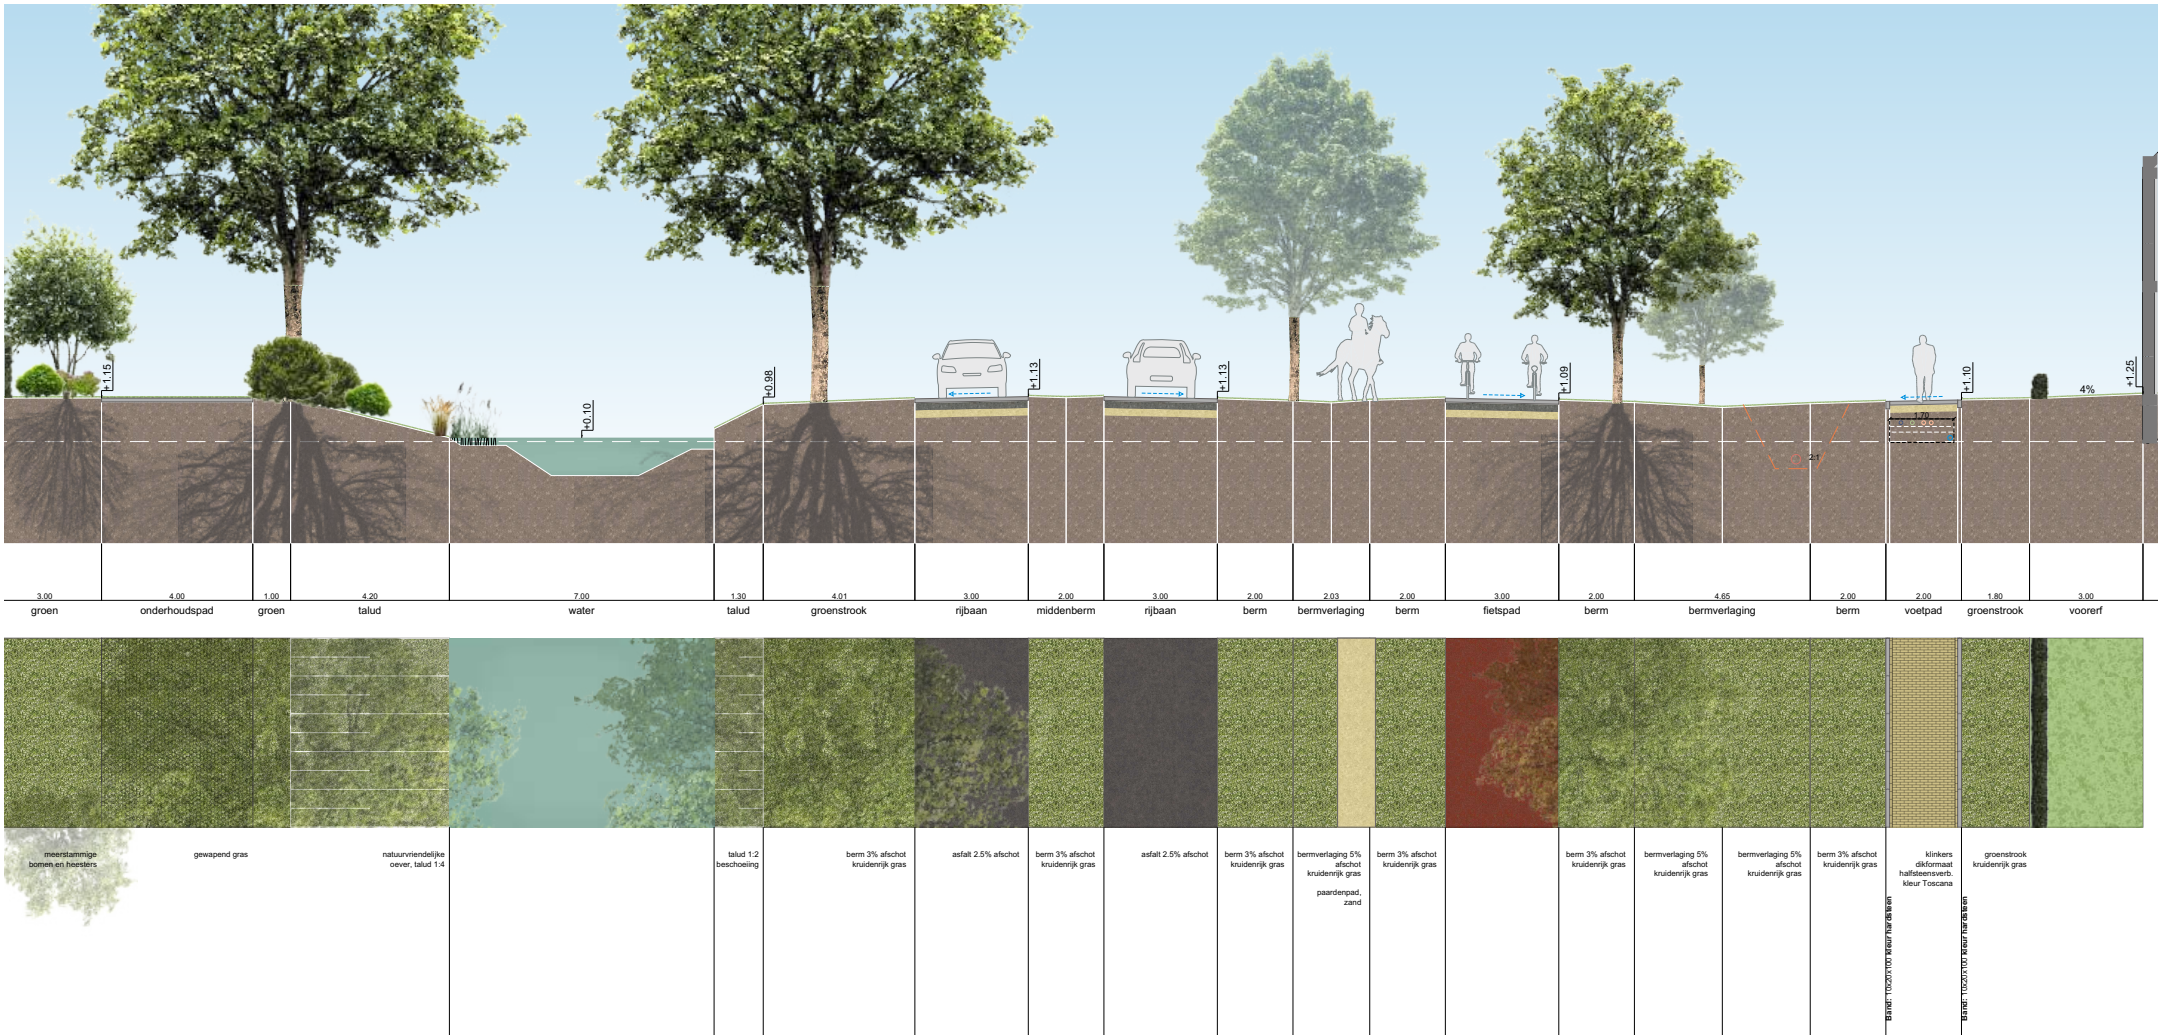 +1.15
+0.10
+0.98
+1.13
+1.13
+1.09
+1.10
4%
+1.25
1.70
2:1
3.00 4.00 1.00 4.20 7.00 1.30 4.01 3.00 2.00 3.00 2.00 2.03 2.00 3.00 2.00 4.65 2.00 2.00 1.80 3.00
groen onderhoudspad groen talud water talud groenstrook rijbaan middenberm rijbaan berm bermverlaging berm fietspad berm bermverlaging berm voetpad groenstrook voorerf
meerstammige
bomen en heesters
gewapend gras
natuurvriendelijke
oever, talud 1:4
talud 1:2
beschoeiing
berm 3% afschot
kruidenrijk gras
asfalt 2.5% afschot
berm 3% afschot
kruidenrijk gras
asfalt 2.5% afschot
berm 3% afschot
kruidenrijk gras
bermverlaging 5%
afschot
kruidenrijk gras
paardenpad,
zand
berm 3% afschot
kruidenrijk gras
berm 3% afschot
kruidenrijk gras
bermverlaging 5%
afschot
kruidenrijk gras
bermverlaging 5%
afschot
kruidenrijk gras
berm 3% afschot
kruidenrijk gras
klinkers
dikformaat
halfsteensverb.
kleur Toscana
groenstrook
kruidenrijk gras
Band: 10x20x100 kleur hardsteen
Band: 10x20x100 kleur hardsteen